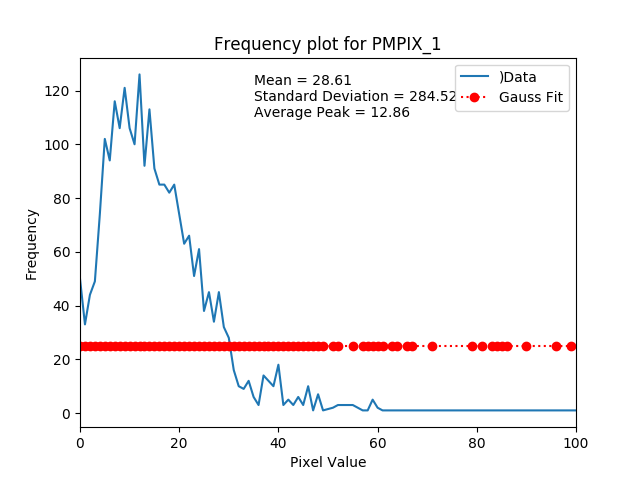 Frequency plot for PMPIX_1
Mean = 28.61
Standard Deviation = 284.52
Average Peak = 12.86
)Data
Gauss Fit
Frequency
120
100
80
60
40
20
0
0 20 40 60 80 100
Pixel Value